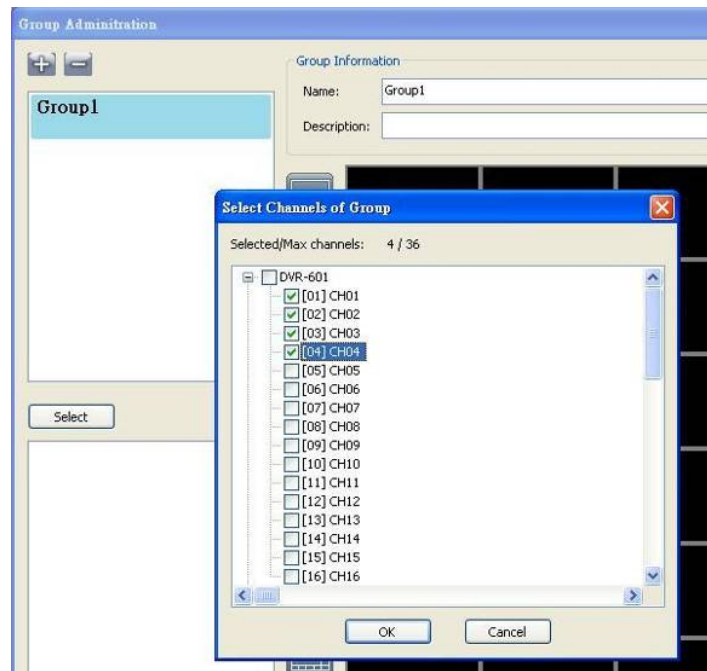 Group Adminitration
Group Information
Name: Group1
Group1
Description:
Select Channels of Group
Selected/Max channels: 4 / 36
DVR-601
[01] CH01
[02] CH02
[03] CH03
[04] CH04
[05] CH05
[06] CH06
[07] CH07
[08] CH08
[09] CH09
[10] CH10
[11] CH11
[12] CH12
[13] CH13
[14] CH14
[15] CH15
[16] CH16
OK Cancel
Select